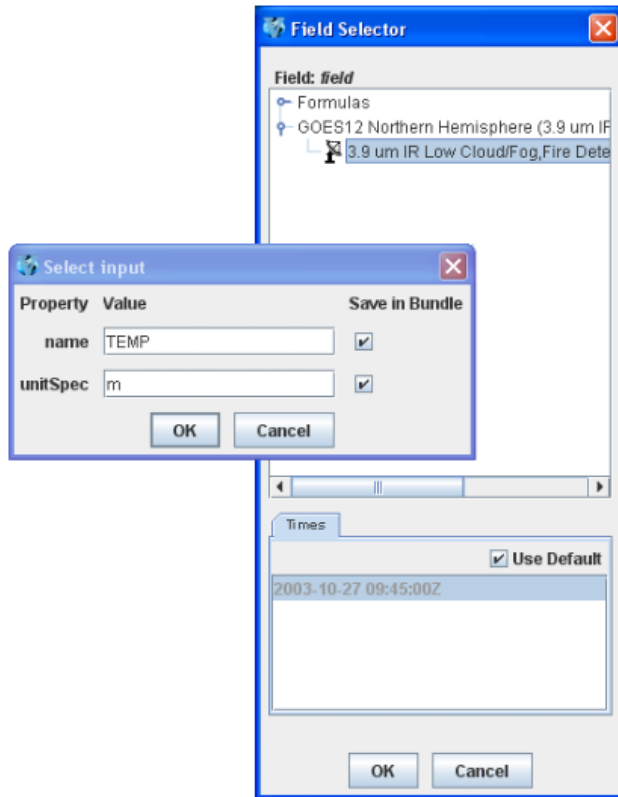 Field Selector
Field: field
Formulas
GOES12 Northern Hemisphere (3.9 um IF
3.9 um IR Low Cloud/Fog,Fire Dete
Select input
Property Value Save in Bundle
name TEMP
unitSpec m
OK Cancel
Times
Use Default
2003-10-27 09:45:00Z
OK Cancel